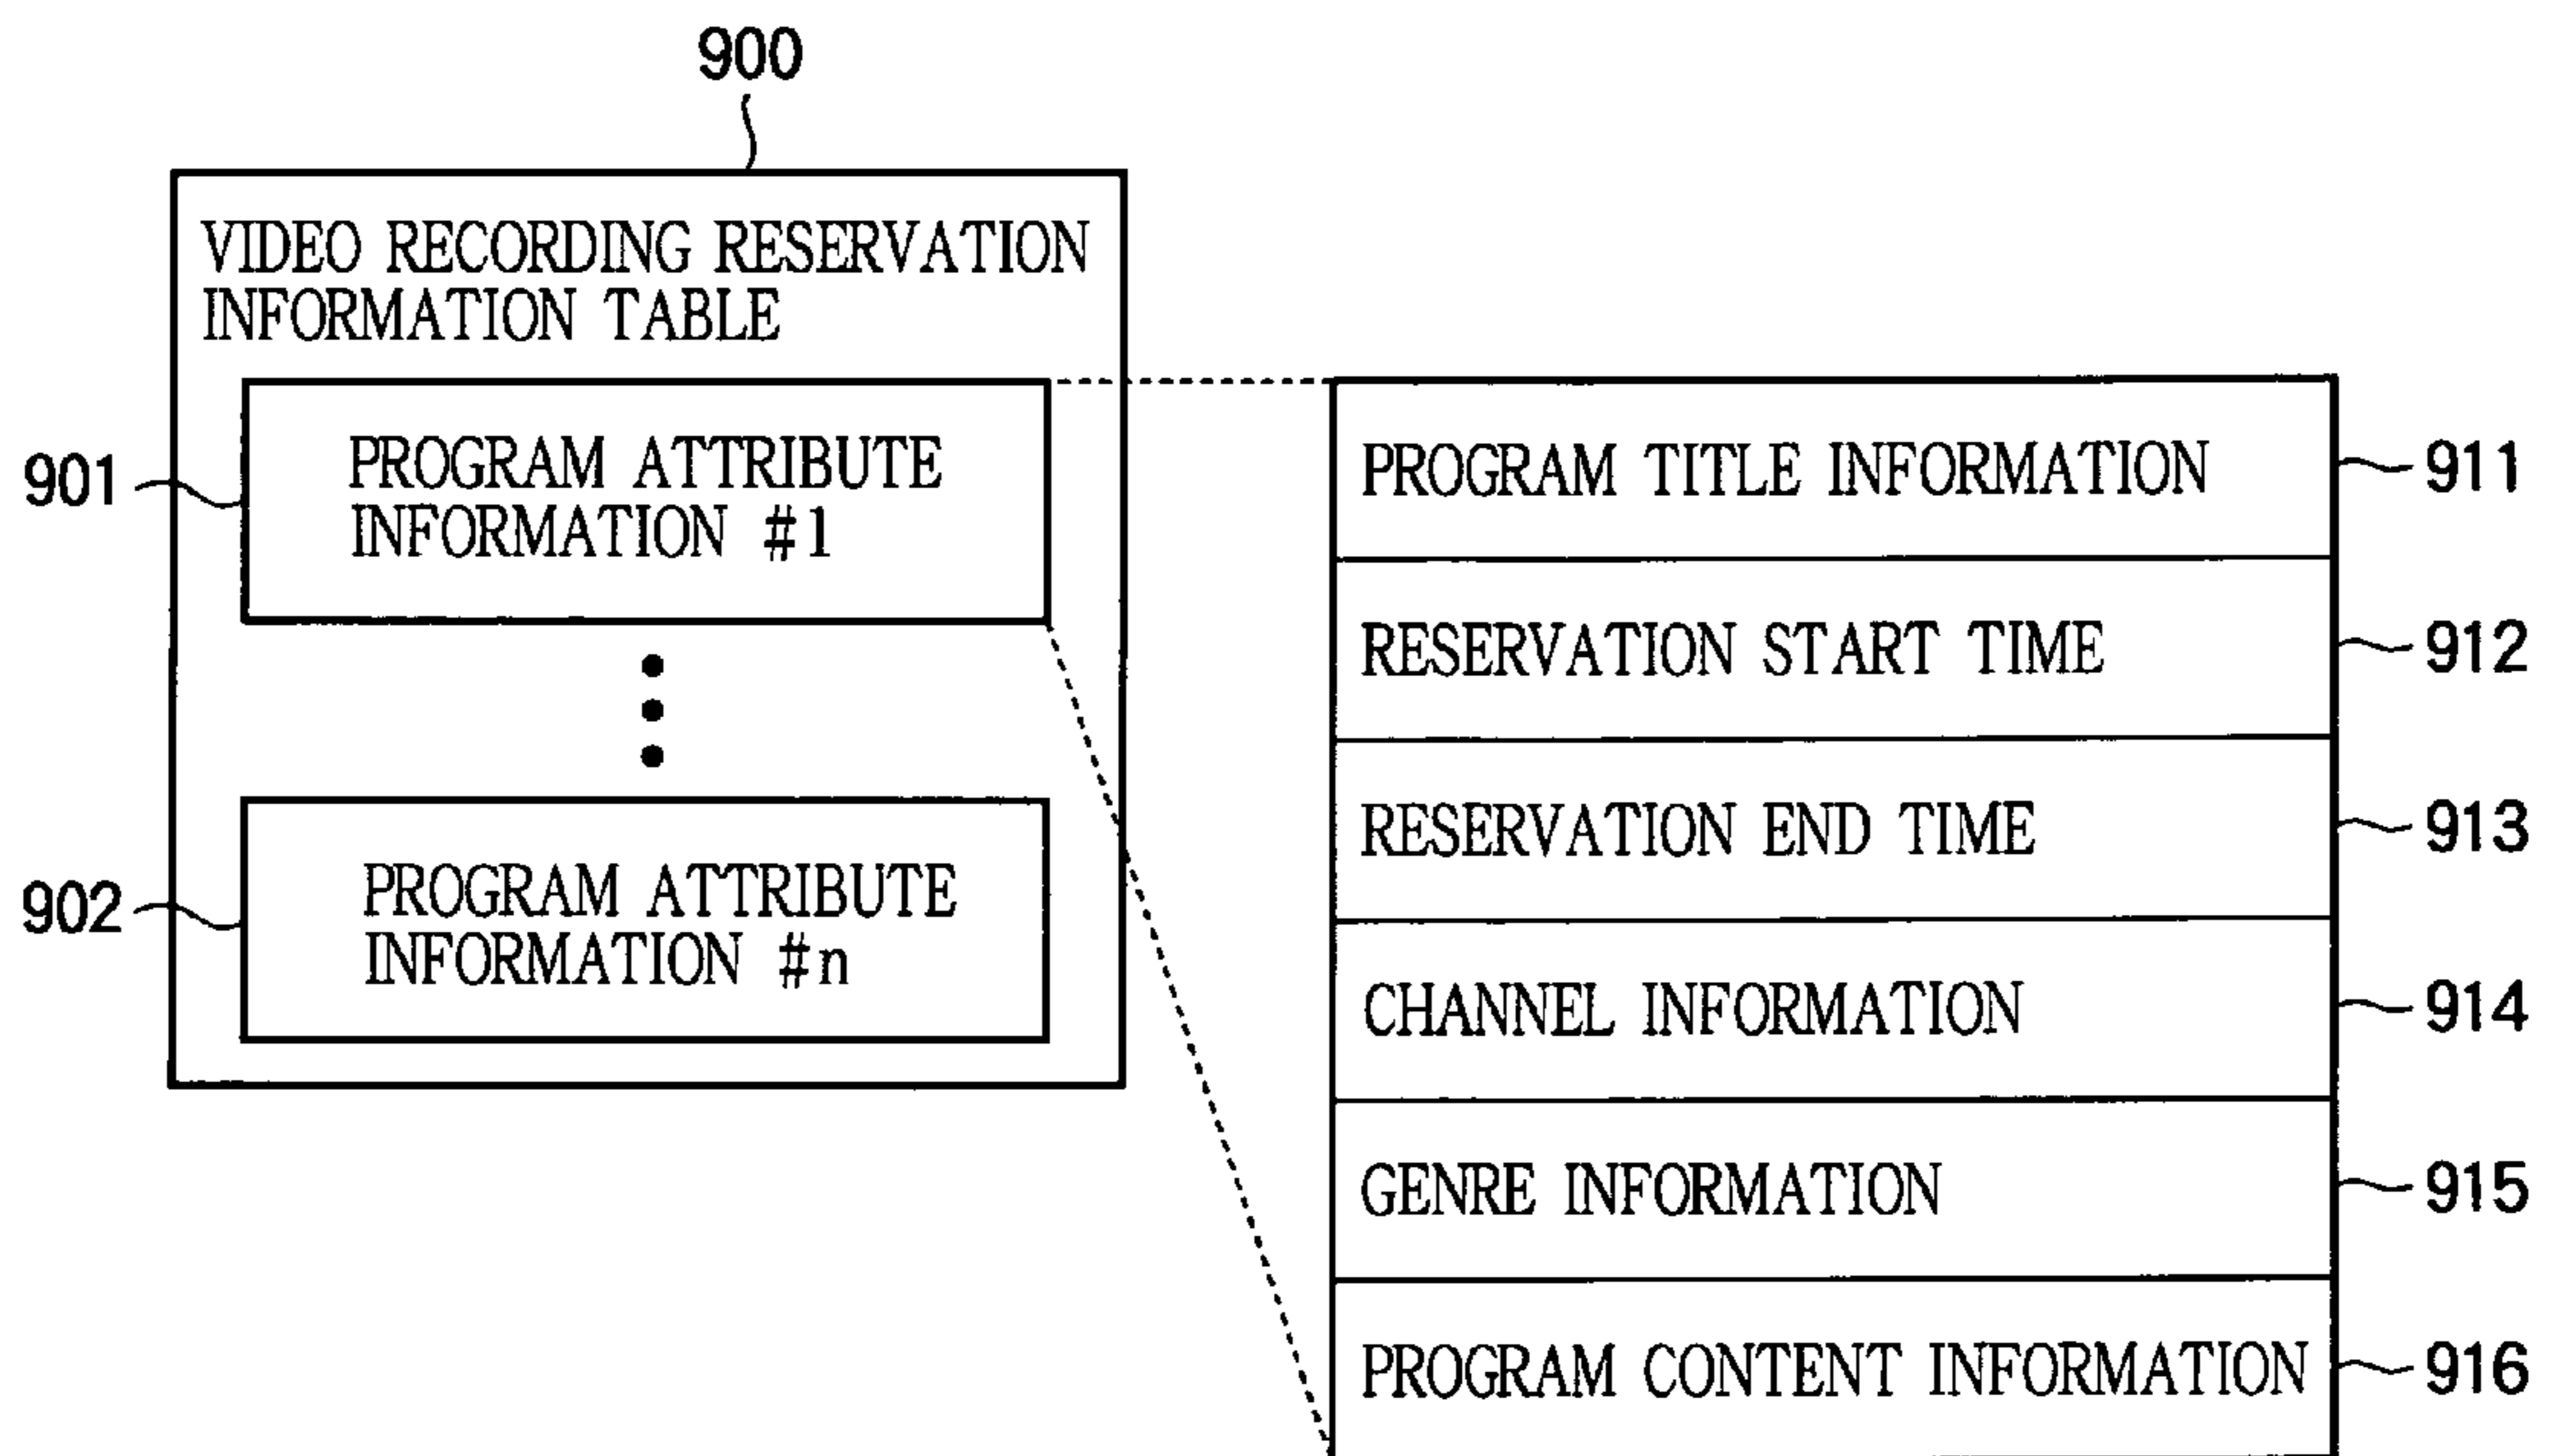 900
VIDEO RECORDING RESERVATION
INFORMATION TABLE
901
PROGRAM ATTRIBUTE
INFORMATION #1
902
PROGRAM ATTRIBUTE
INFORMATION #n
PROGRAM TITLE INFORMATION
911
RESERVATION START TIME
912
RESERVATION END TIME
913
CHANNEL INFORMATION
914
GENRE INFORMATION
915
PROGRAM CONTENT INFORMATION
916